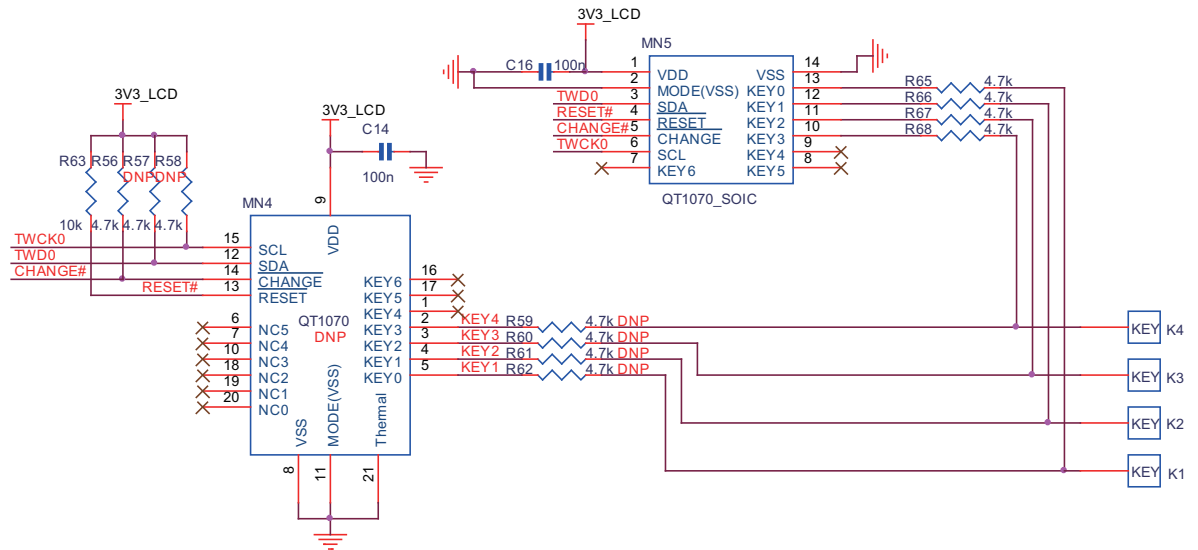 3V3_LCD
MN5
C16 100n
1 VDD VSS 14
2 MODE(VSS) KEY0 13 R65 4.7k
TWD0 3 SDA KEY1 12 R66 4.7k
RESET# 4 RESET KEY2 11 R67 4.7k
CHANGE# 5 CHANGE KEY3 10 R68 4.7k
TWCK0 6 SCL KEY4 9
7 KEY6 KEY5 8
QT1070_SOIC
3V3_LCD
3V3_LCD
C14
100n
R63 R56 R57 R58
DNP DNP
10k 4.7k 4.7k 4.7k
MN4
9
VDD
TWCK0 15 SCL
TWD0 12 SDA
CHANGE# 14 CHANGE
RESET# 13 RESET
KEY6 16
KEY5 17
KEY4 1
QT1070
DNP
6 NC5
7 NC4
10 NC3
18 NC2
19 NC1
20 NC0
KEY3 2 KEY4 R59 4.7k DNP
KEY2 3 KEY3 R60 4.7k DNP
KEY1 4 KEY2 R61 4.7k DNP
KEY0 5 KEY1 R62 4.7k DNP
VSS
MODE(VSS)
Thermal
8
11
21
KEY K4
KEY K3
KEY K2
KEY K1